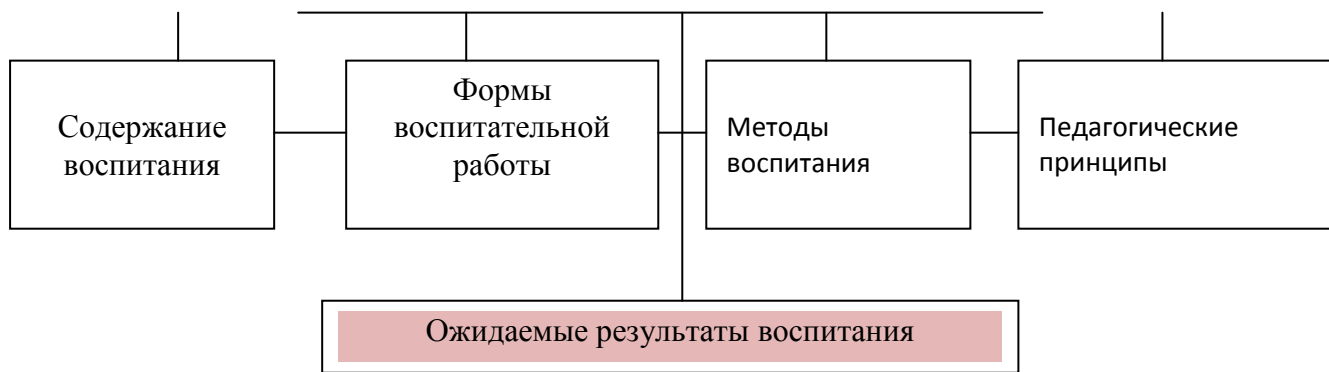 Содержание
воспитания
Формы
воспитательной
работы
Методы
воспитания
Педагогические
принципы
Ожидаемые результаты воспитания